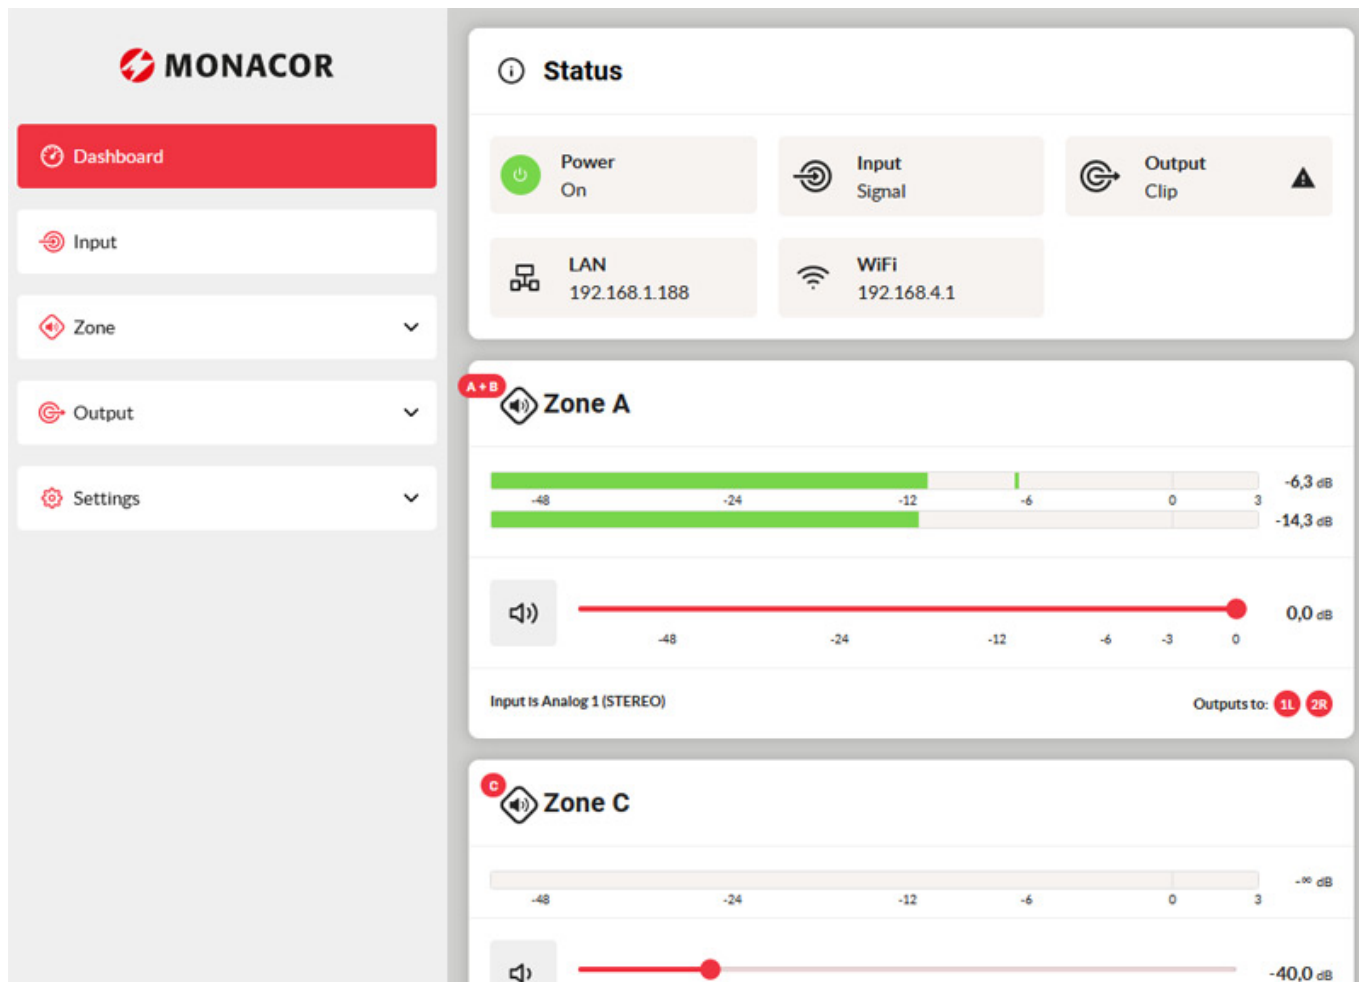 MONACOR
Dashboard
Input
Zone
Output
Settings
Status
Power
On
Input
Signal
Output
Clip
LAN
192.168.1.188
WiFi
192.168.4.1
A + B
Zone A
-6,3 dB
-48 -24 -12 -6 0 3
-14,3 dB
0,0 dB
-48 -24 -12 -6 -3 0
Input is Analog 1 (STEREO)
Outputs to: 1L 2R
C
Zone C
-∞ dB
-48 -24 -12 -6 0 3
-40,0 dB